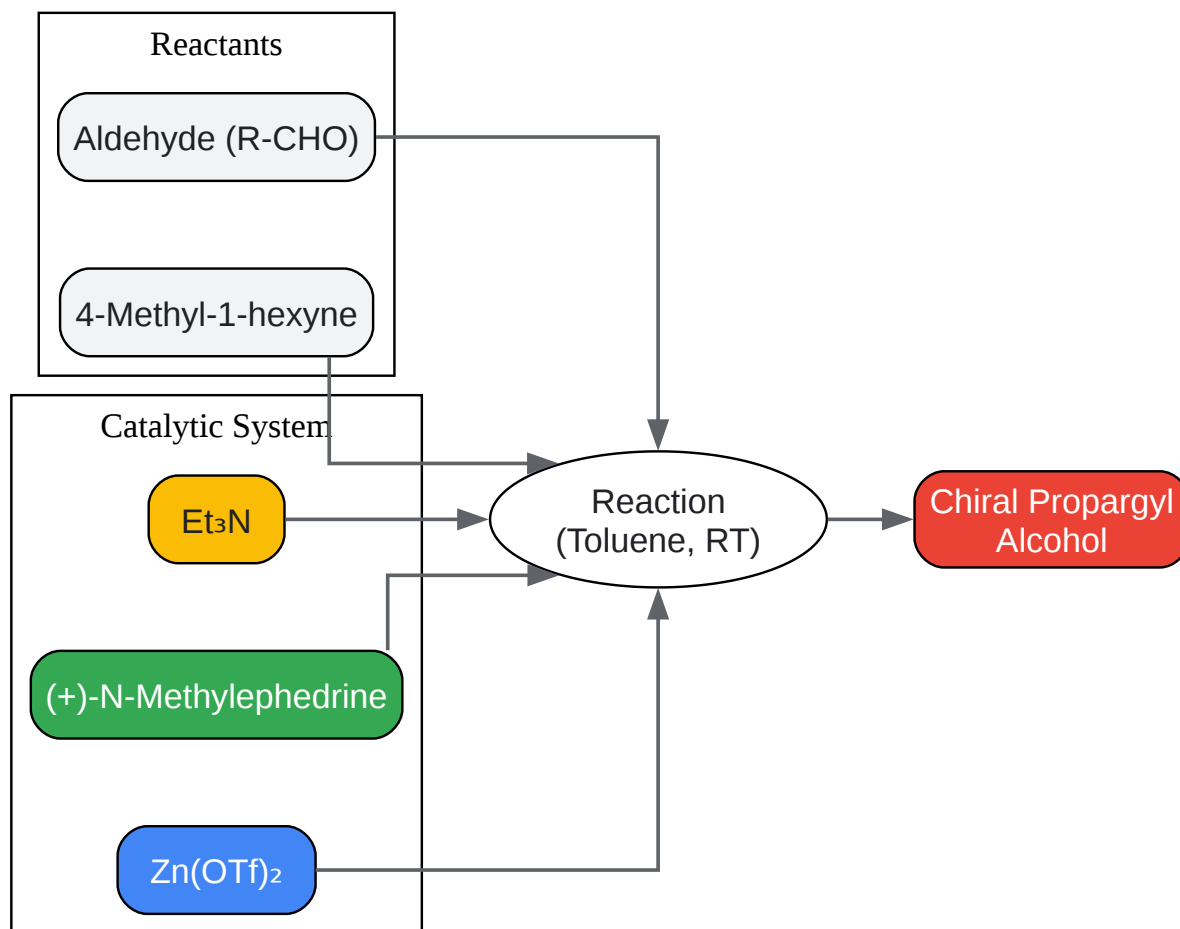 Reactants
Aldehyde (R-CHO)
4-Methyl-1-hexyne
Catalytic System
Et₃N
(+)-N-Methylephedrine
Zn(OTf)₂
Reaction
(Toluene, RT)
Chiral Propargyl
Alcohol